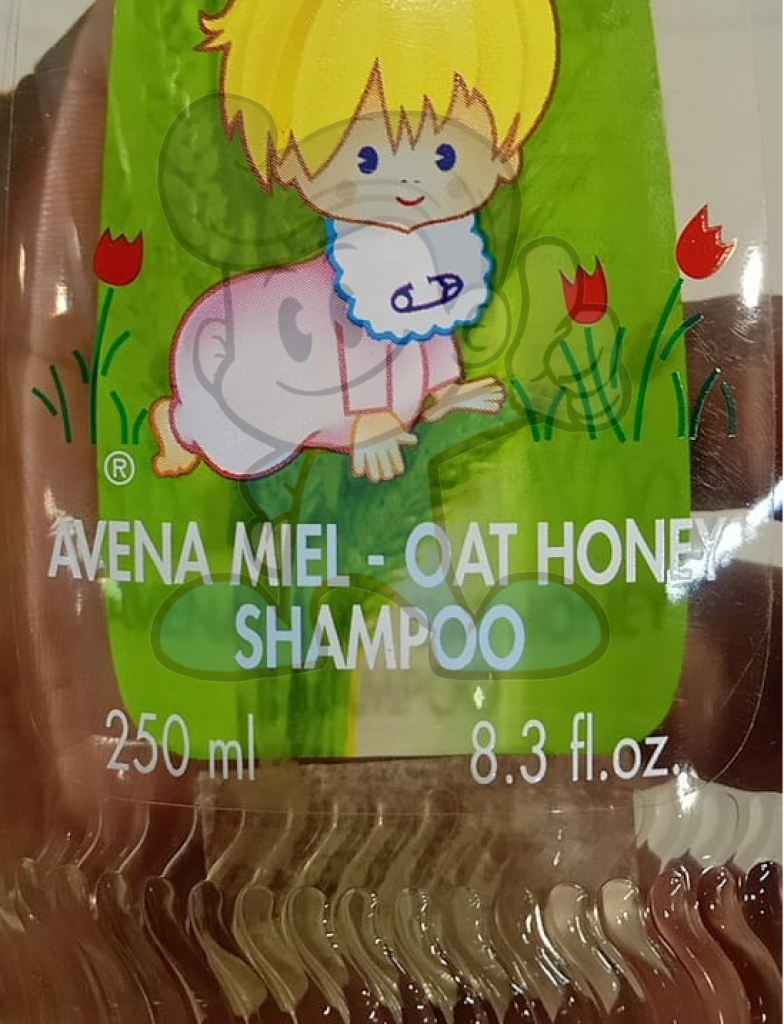 ®
AVENA MIEL - OAT HONEY
SHAMPOO
250 ml 8.3 fl.oz.